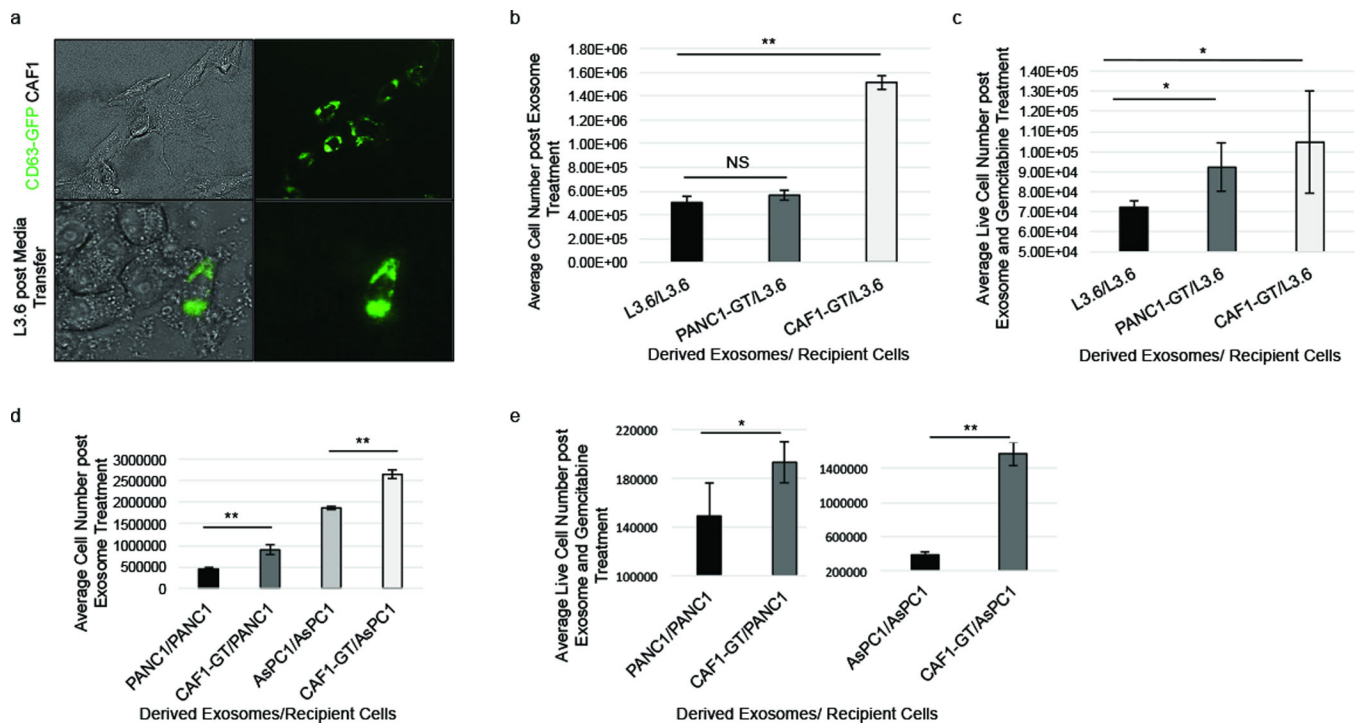 a
CD63-GFP CAF1
L3.6 post Media
Transfer
b
Average Cell Number post Exosome
Treatment
1.80E+06
1.60E+06
1.40E+06
1.20E+06
1.00E+06
8.00E+05
6.00E+05
4.00E+05
2.00E+05
0.00E+00
**
NS
L3.6/L3.6
PANC1-GT/L3.6
CAF1-GT/L3.6
Derived Exosomes/ Recipient Cells
c
Average Live Cell Number post
Exosome and Gemcitabine Treatment
1.40E+05
1.30E+05
1.20E+05
1.10E+05
1.00E+05
9.00E+04
8.00E+04
7.00E+04
6.00E+04
5.00E+04
*
*
L3.6/L3.6
PANC1-GT/L3.6
CAF1-GT/L3.6
Derived Exosomes/ Recipient Cells
d
Average Cell Number post
Exosome Treatment
3000000
2500000
2000000
1500000
1000000
500000
0
**
**
PANC1/PANC1
CAF1-GT/PANC1
AsPC1/AsPC1
CAF1-GT/AsPC1
Derived Exosomes/Recipient Cells
e
Average Live Cell Number post
Exosome and Gemcitabine
Treatment
220000
180000
140000
100000
*
PANC1/PANC1
CAF1-GT/PANC1
1400000
1000000
600000
200000
**
AsPC1/AsPC1
CAF1-GT/AsPC1
Derived Exosomes/ Recipient Cells